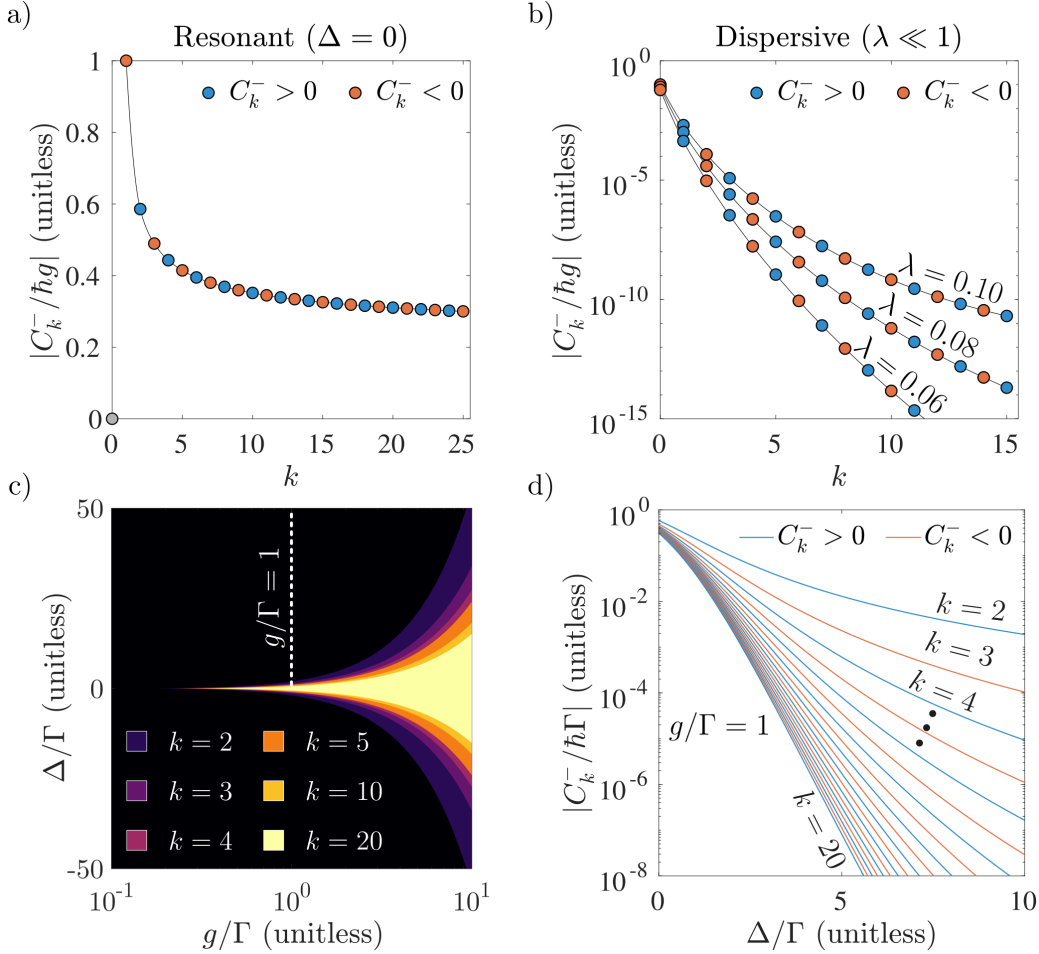 a)
Resonant (Δ = 0)
C_k^- > 0
C_k^- < 0
|C_k^-/ħg| (unitless)
1
0.8
0.6
0.4
0.2
0
0
5
10
15
20
25
k
b)
Dispersive (λ ≪ 1)
C_k^- > 0
C_k^- < 0
|C_k^-/ħg| (unitless)
10^0
10^-5
10^-10
10^-15
λ = 0.10
λ = 0.08
λ = 0.06
0
5
10
15
k
c)
Δ/Γ (unitless)
50
0
-50
g/Γ = 1
k = 2
k = 5
k = 3
k = 10
k = 4
k = 20
10^-1
10^0
10^1
g/Γ (unitless)
d)
C_k^- > 0
C_k^- < 0
|C_k^-/ħΓ| (unitless)
10^0
10^-2
10^-4
10^-6
10^-8
k = 2
k = 3
k = 4
g/Γ = 1
k = 20
0
5
10
Δ/Γ (unitless)